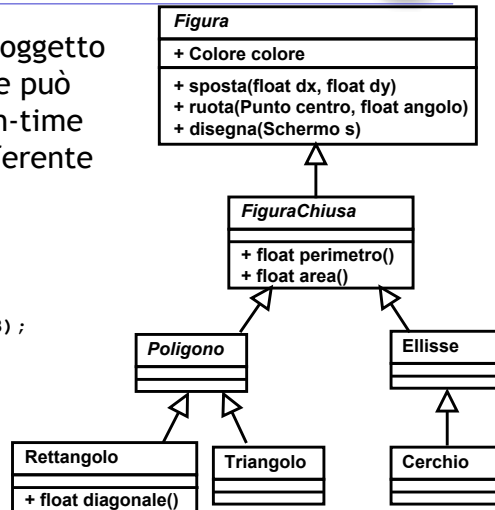 oggetto
e può
n-time
ferente
);
Figura
+ Colore colore
+ sposta(float dx, float dy)
+ ruota(Punto centro, float angolo)
+ disegna(Schermo s)
FiguraChiusa
+ float perimetro()
+ float area()
Poligono
Ellisse
Rettangolo
+ float diagonale()
Triangolo
Cerchio